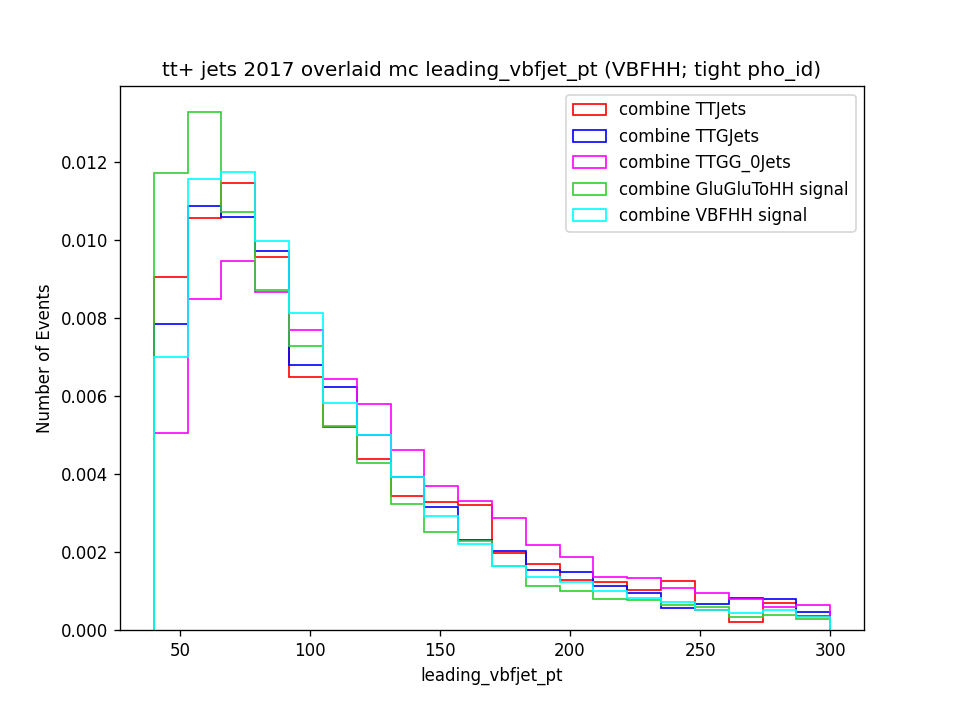 tt+ jets 2017 overlaid mc leading_vbfjet_pt (VBFHH; tight pho_id)
combine TTJets
combine TTGJets
combine TTGG_0Jets
combine GluGluToHH signal
combine VBFHH signal
Number of Events
0.012
0.010
0.008
0.006
0.004
0.002
0.000
50 100 150 200 250 300
leading_vbfjet_pt